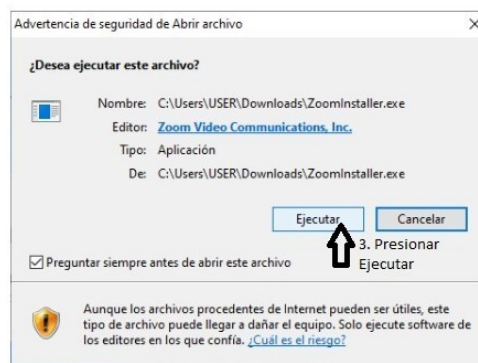 Advertencia de seguridad de Abrir archivo
¿Desea ejecutar este archivo?
Nombre: C:\Users\USER\Downloads\ZoomInstaller.exe
Editor: Zoom Video Communications, Inc.
Tipo: Aplicación
De: C:\Users\USER\Downloads\ZoomInstaller.exe
Ejecutar Cancelar
3. Presionar
Ejecutar
Preguntar siempre antes de abrir este archivo
Aunque los archivos procedentes de Internet pueden ser útiles, este
tipo de archivo puede llegar a dañar el equipo. Solo ejecute software de
los editores en los que confía. ¿Cuál es el riesgo?